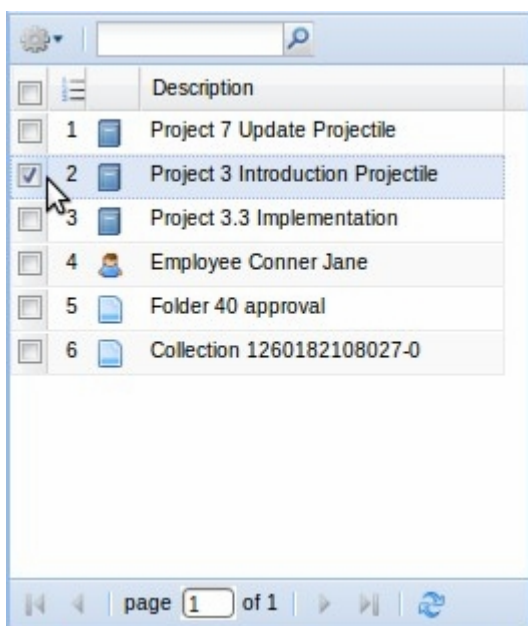 Description
1 Project 7 Update Projectile
2 Project 3 Introduction Projectile
3 Project 3.3 Implementation
4 Employee Conner Jane
5 Folder 40 approval
6 Collection 1260182108027-0
page 1 of 1